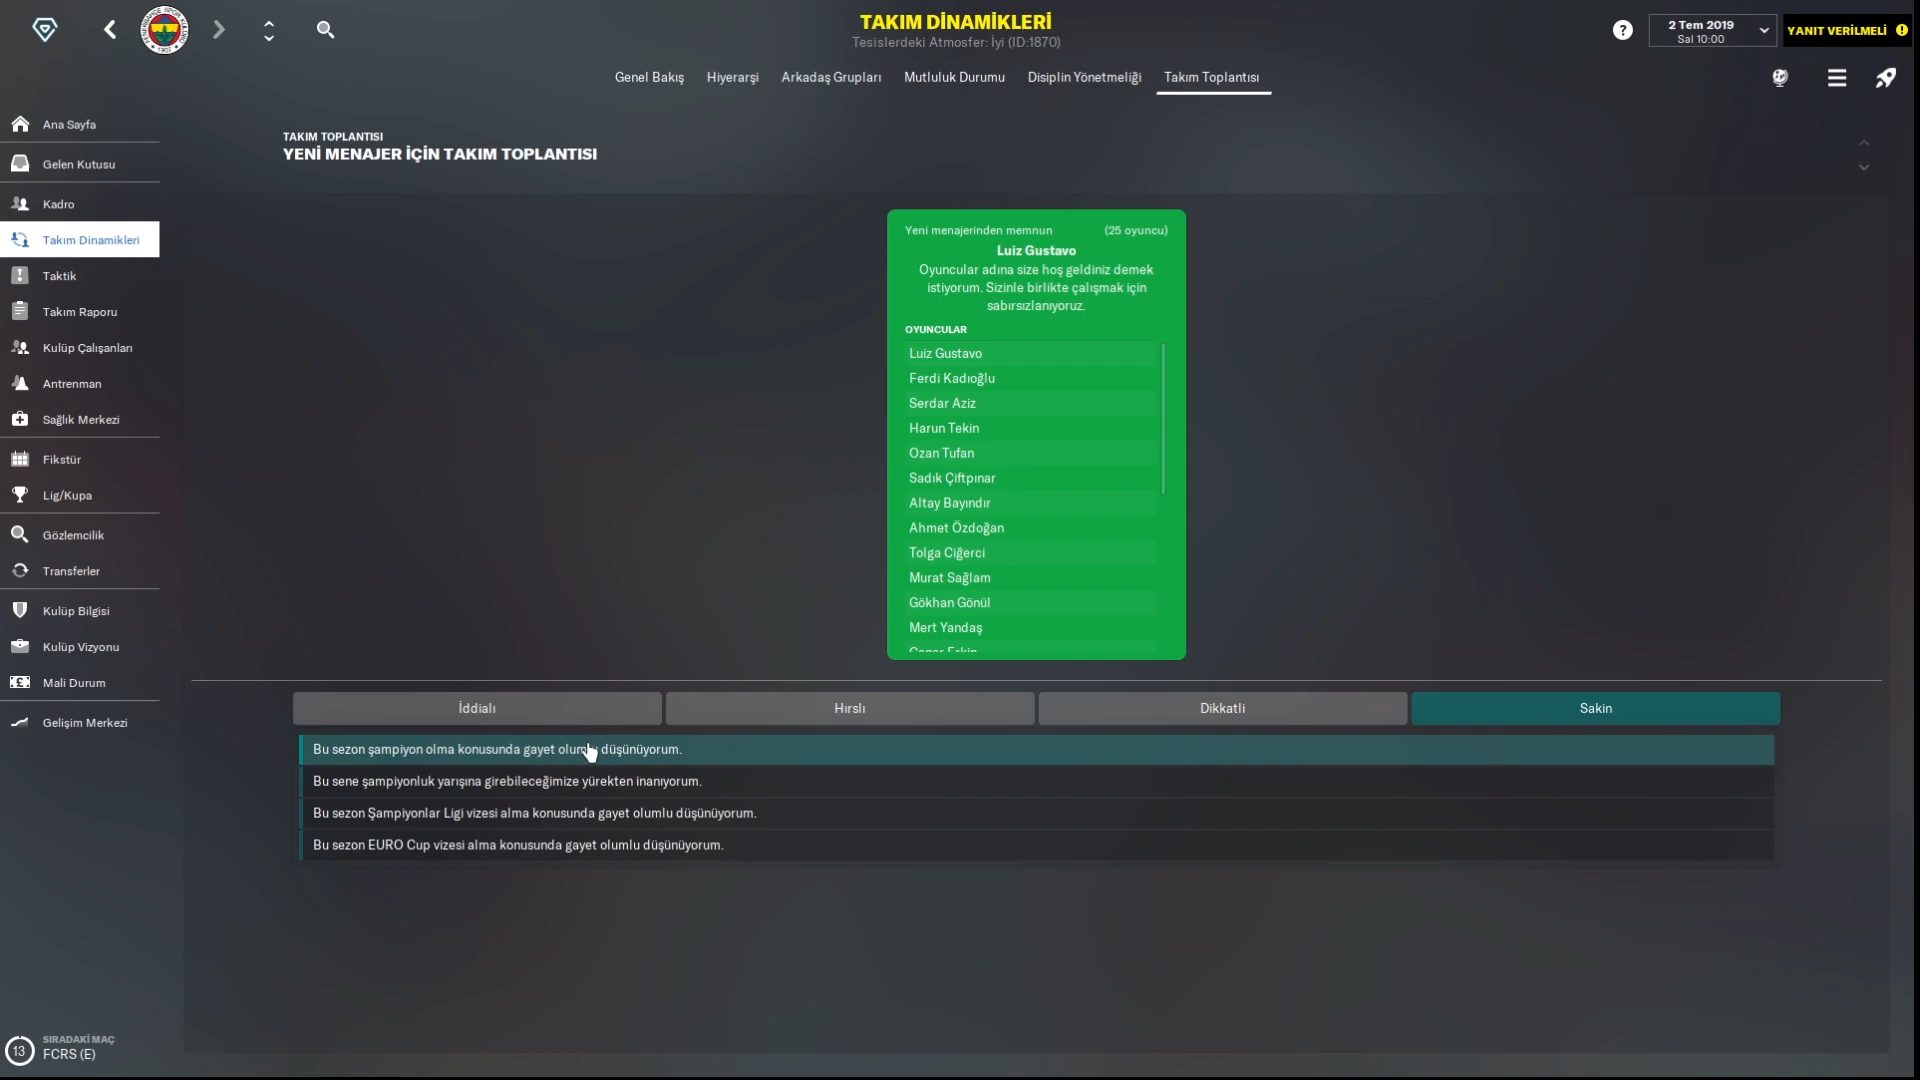 TAKIM DİNAMİKLERİ
Tesislerdeki Atmosfer: İyi (ID:1870)
2 Tem 2019
Sal 10:00
YANIT VERİLMELİ
Genel Bakış
Hiyerarşi
Arkadaş Grupları
Mutluluk Durumu
Disiplin Yönetmeliği
Takım Toplantısı
Ana Sayfa
Gelen Kutusu
Kadro
Takım Dinamikleri
Taktik
Takım Raporu
Kulüp Çalışanları
Antrenman
Sağlık Merkezi
Fikstür
Lig/Kupa
Gözlemcilik
Transferler
Kulüp Bilgisi
Kulüp Vizyonu
Mali Durum
Gelişim Merkezi
13
SIRADAKİ MAÇ
FCRS (E)
TAKIM TOPLANTISI
YENİ MENAJER İÇİN TAKIM TOPLANTISI
Yeni menajerinden memnun (25 oyuncu)
Luiz Gustavo
Oyuncular adına size hoş geldiniz demek
istiyorum. Sizinle birlikte çalışmak için
sabırsızlanıyoruz.
OYUNCULAR
Luiz Gustavo
Ferdi Kadıoğlu
Serdar Aziz
Harun Tekin
Ozan Tufan
Sadık Çiftpınar
Altay Bayındır
Ahmet Özdoğan
Tolga Ciğerci
Murat Sağlam
Gökhan Gönül
Mert Yandaş
İddialı
Hırslı
Dikkatli
Sakin
Bu sezon şampiyon olma konusunda gayet olumlu düşünüyorum.
Bu sene şampiyonluk yarışına girebileceğimize yürekten inanıyorum.
Bu sezon Şampiyonlar Ligi vizesi alma konusunda gayet olumlu düşünüyorum.
Bu sezon EURO Cup vizesi alma konusunda gayet olumlu düşünüyorum.